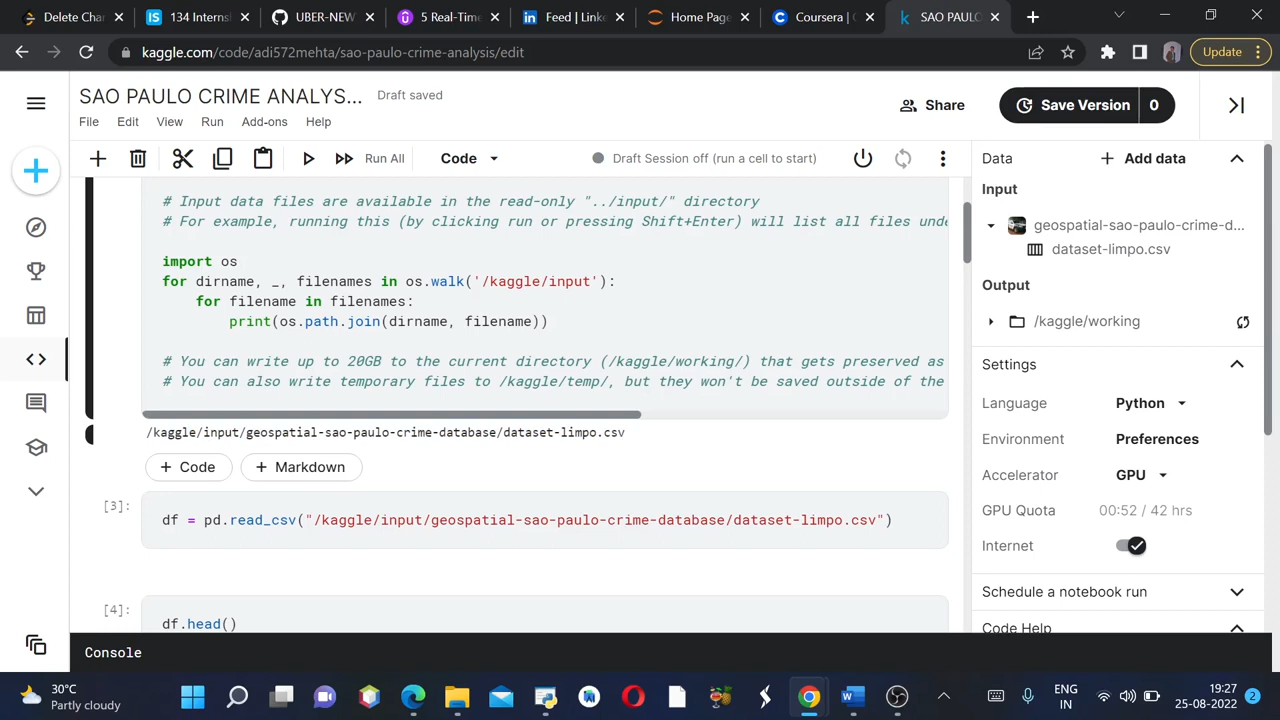 Delete Char
134 Interns
UBER-NEW
5 Real-Time
Feed | Linke
Home Page
Coursera | C
SAO PAULO
kaggle.com/code/adi572mehta/sao-paulo-crime-analysis/edit
Update
SAO PAULO CRIME ANALYS... Draft saved
File Edit View Run Add-ons Help
Share
Save Version 0
Run All
Code
Draft Session off (run a cell to start)
# Input data files are available in the read-only "../input/" directory
# For example, running this (by clicking run or pressing Shift+Enter) will list all files unde
import os
for dirname, _, filenames in os.walk('/kaggle/input'):
for filename in filenames:
print(os.path.join(dirname, filename))
# You can write up to 20GB to the current directory (/kaggle/working/) that gets preserved as
# You can also write temporary files to /kaggle/temp/, but they won't be saved outside of the
/kaggle/input/geospatial-sao-paulo-crime-database/dataset-limpo.csv
+ Code + Markdown
[3]:
df = pd.read_csv("/kaggle/input/geospatial-sao-paulo-crime-database/dataset-limpo.csv")
[4]:
df.head()
Console
Data
+ Add data
Input
geospatial-sao-paulo-crime-d...
dataset-limpo.csv
Output
/kaggle/working
Settings
Language Python
Environment Preferences
Accelerator GPU
GPU Quota 00:52 / 42 hrs
Internet
Schedule a notebook run
Code Help
30°C
Partly cloudy
ENG
IN
19:27
25-08-2022
2